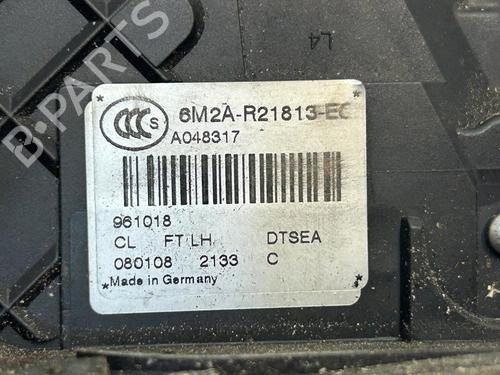 B-PARTS
L4
CCC S
6M2A-R21813-EC
A048317
961018
CL FT LH DTSEA
080108 2133 C
Made in Germany